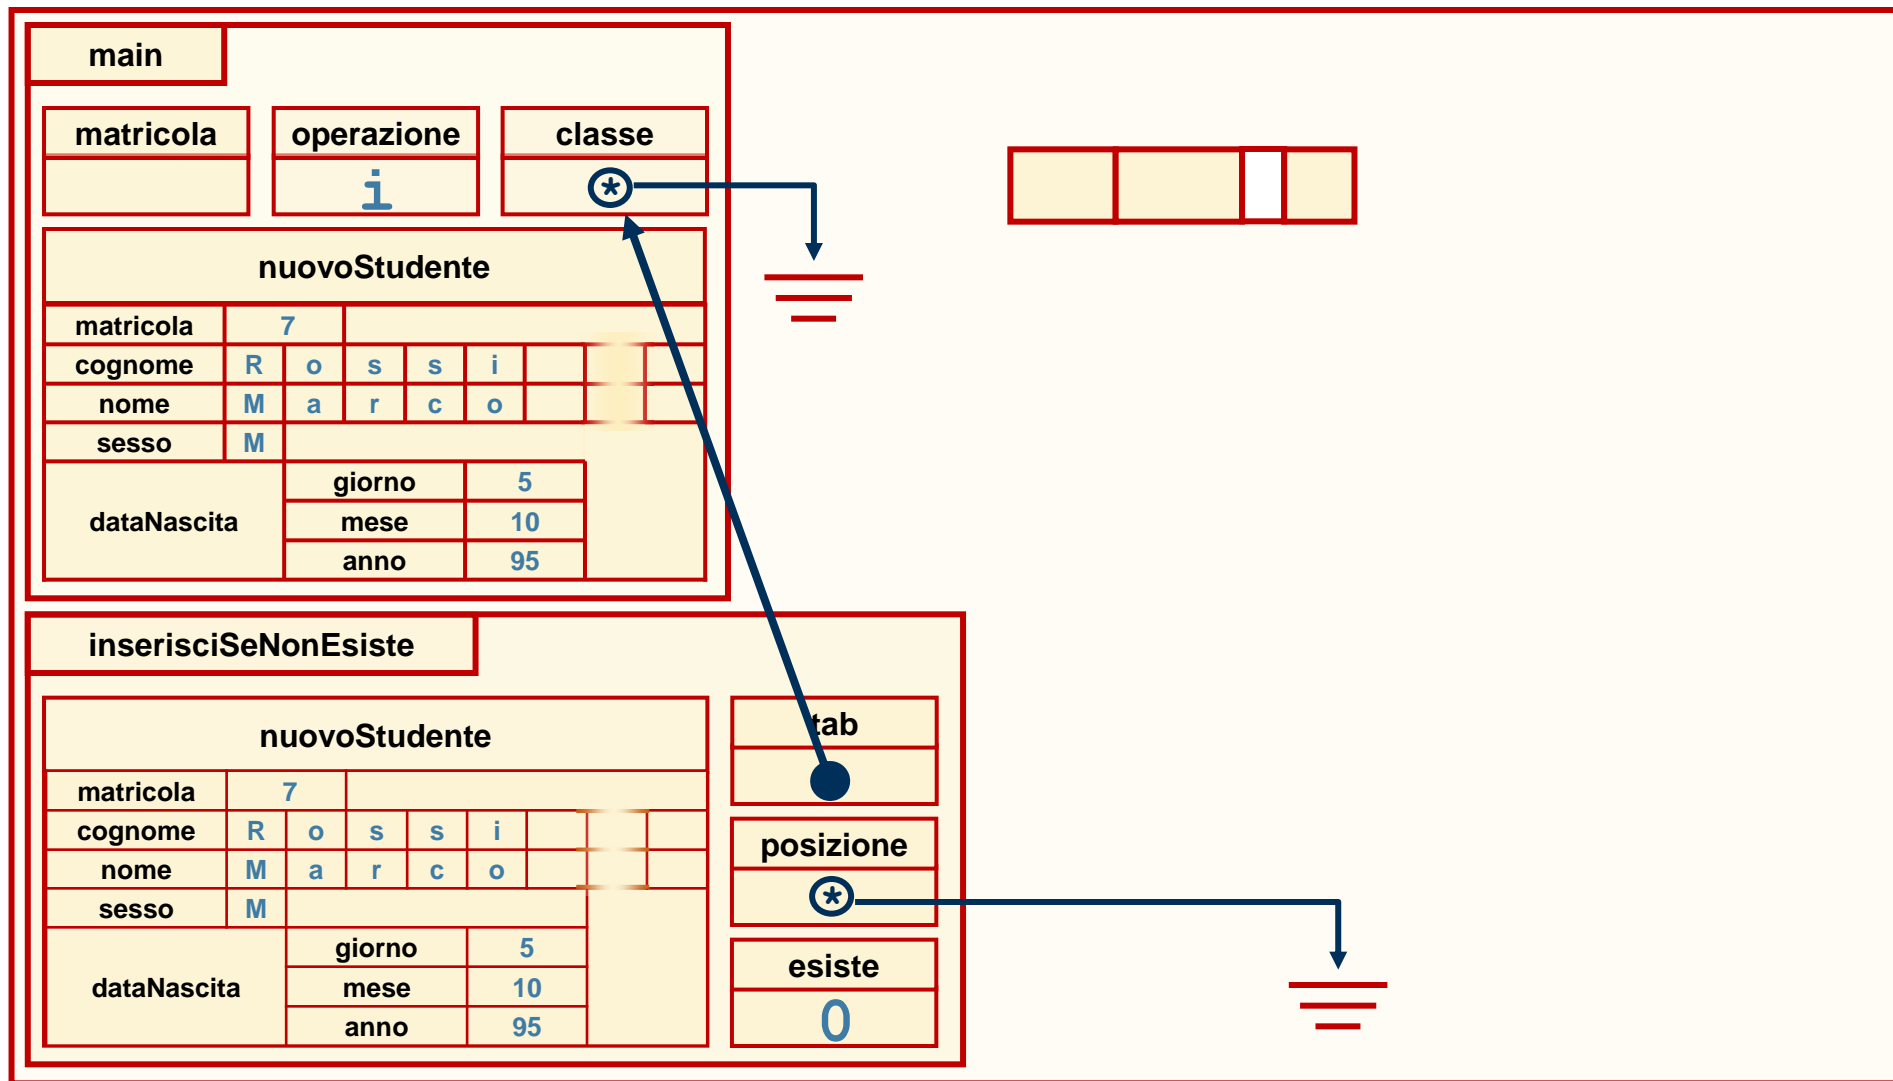 main
matricola operazione classe
i *
nuovoStudente
matricola 7
cognome R o s s i
nome M a r c o
sesso M
dataNascita
giorno 5
mese 10
anno 95
inserisciSeNonEsiste
nuovoStudente
matricola 7
cognome R o s s i
nome M a r c o
sesso M
dataNascita
giorno 5
mese 10
anno 95
tab
posizione
*
esiste
0